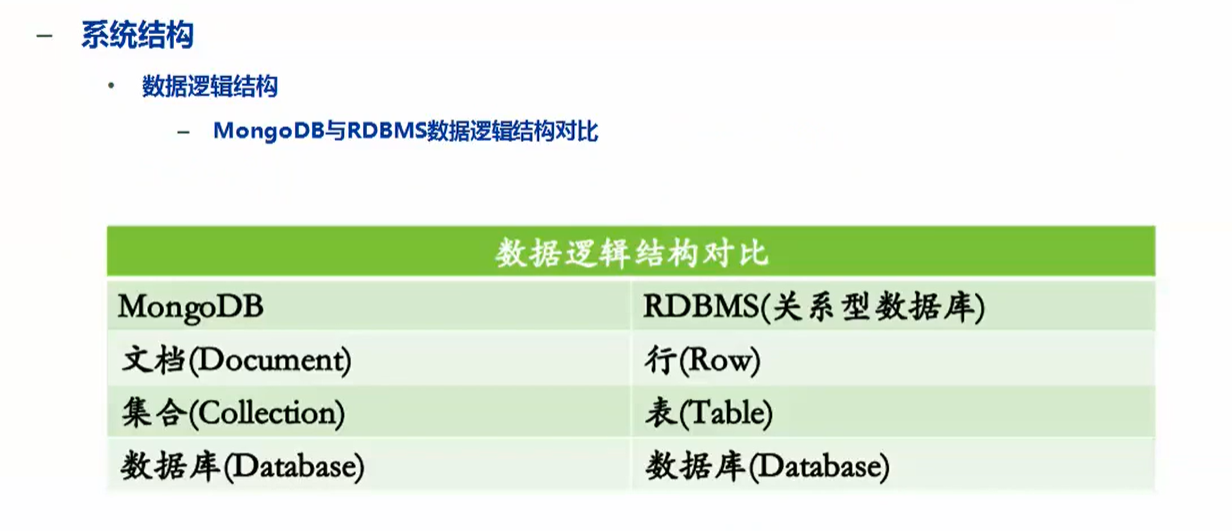 – 系统结构
• 数据逻辑结构
– MongoDB与RDBMS数据逻辑结构对比
数据逻辑结构对比
MongoDB RDBMS(关系型数据库)
文档(Document) 行(Row)
集合(Collection) 表(Table)
数据库(Database) 数据库(Database)